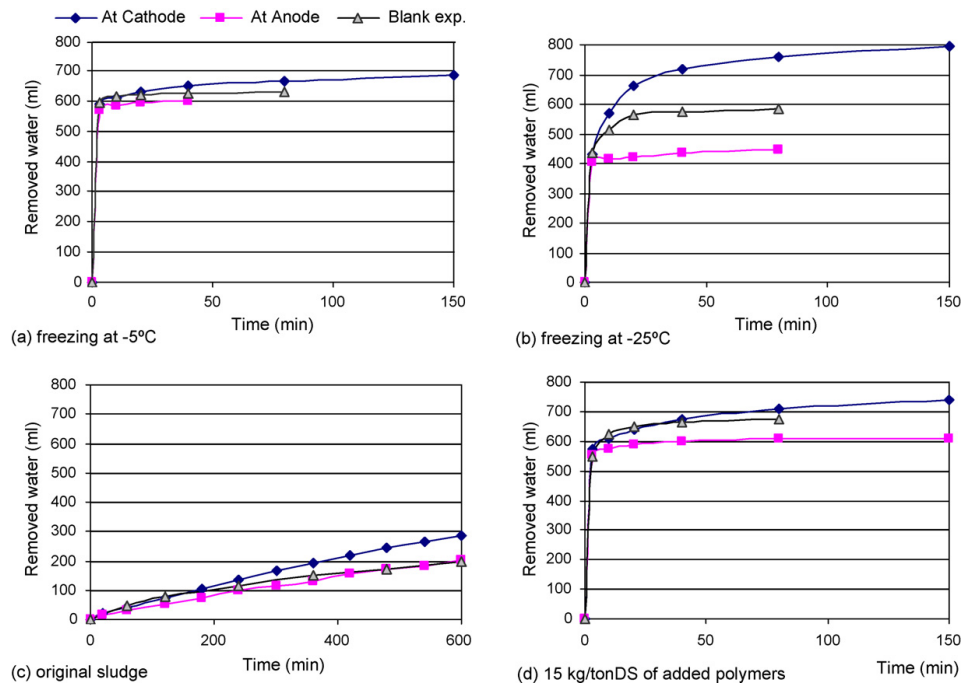 At Cathode At Anode Blank exp.
800
700
600
500
400
300
200
100
0
Removed water (ml)
0 50 100 150
Time (min)
(a) freezing at -5ºC
800
700
600
500
400
300
200
100
0
Removed water (ml)
0 50 100 150
Time (min)
(b) freezing at -25ºC
800
700
600
500
400
300
200
100
0
Removed water (ml)
0 200 400 600
Time (min)
(c) original sludge
800
700
600
500
400
300
200
100
0
Removed water (ml)
0 50 100 150
Time (min)
(d) 15 kg/tonDS of added polymers